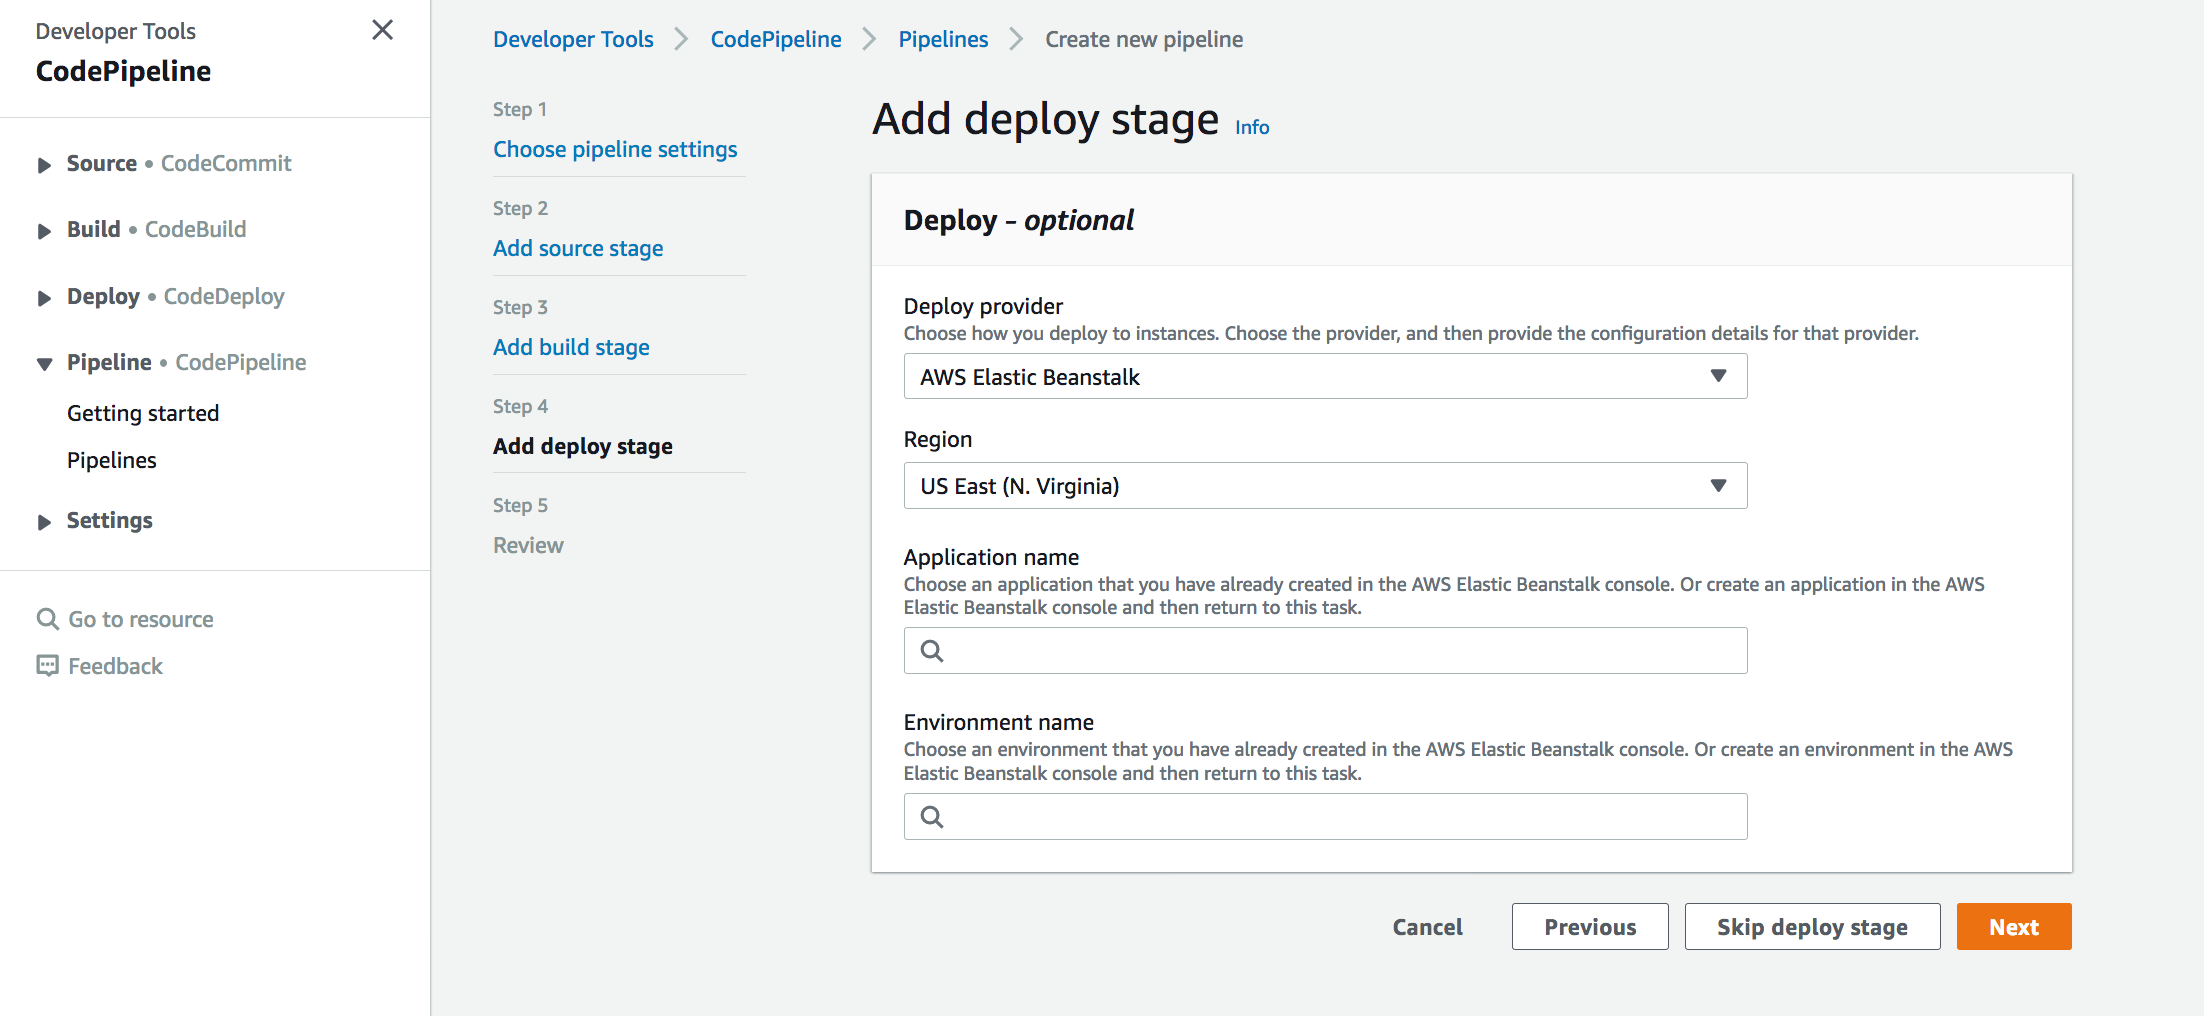 Developer Tools
CodePipeline
Source • CodeCommit
Build • CodeBuild
Deploy • CodeDeploy
Pipeline • CodePipeline
Getting started
Pipelines
Settings
Go to resource
Feedback
Developer Tools > CodePipeline > Pipelines > Create new pipeline
Step 1
Choose pipeline settings
Step 2
Add source stage
Step 3
Add build stage
Step 4
Add deploy stage
Step 5
Review
Add deploy stage Info
Deploy – optional
Deploy provider
Choose how you deploy to instances. Choose the provider, and then provide the configuration details for that provider.
AWS Elastic Beanstalk
Region
US East (N. Virginia)
Application name
Choose an application that you have already created in the AWS Elastic Beanstalk console. Or create an application in the AWS
Elastic Beanstalk console and then return to this task.
Environment name
Choose an environment that you have already created in the AWS Elastic Beanstalk console. Or create an environment in the AWS
Elastic Beanstalk console and then return to this task.
Cancel Previous Skip deploy stage Next